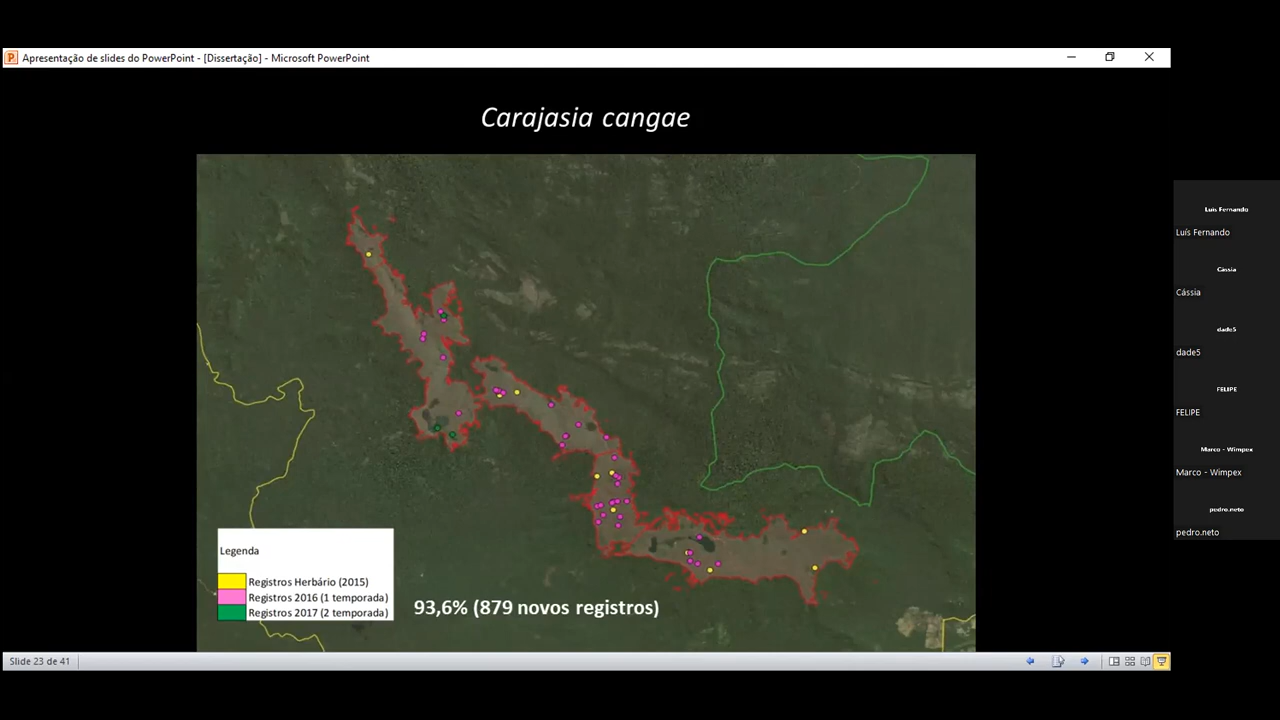 Apresentação de slides do PowerPoint - [Dissertação] - Microsoft PowerPoint
Carajasia cangae
Legenda
Registros Herbário (2015)
Registros 2016 (1 temporada)
Registros 2017 (2 temporada)
93,6% (879 novos registros)
Slide 23 de 41
Luis Fernando
Luís Fernando
Cássia
Cássia
dade5
dade5
FELIPE
FELIPE
Marco - Wimpex
Marco - Wimpex
pedro.neto
pedro.neto